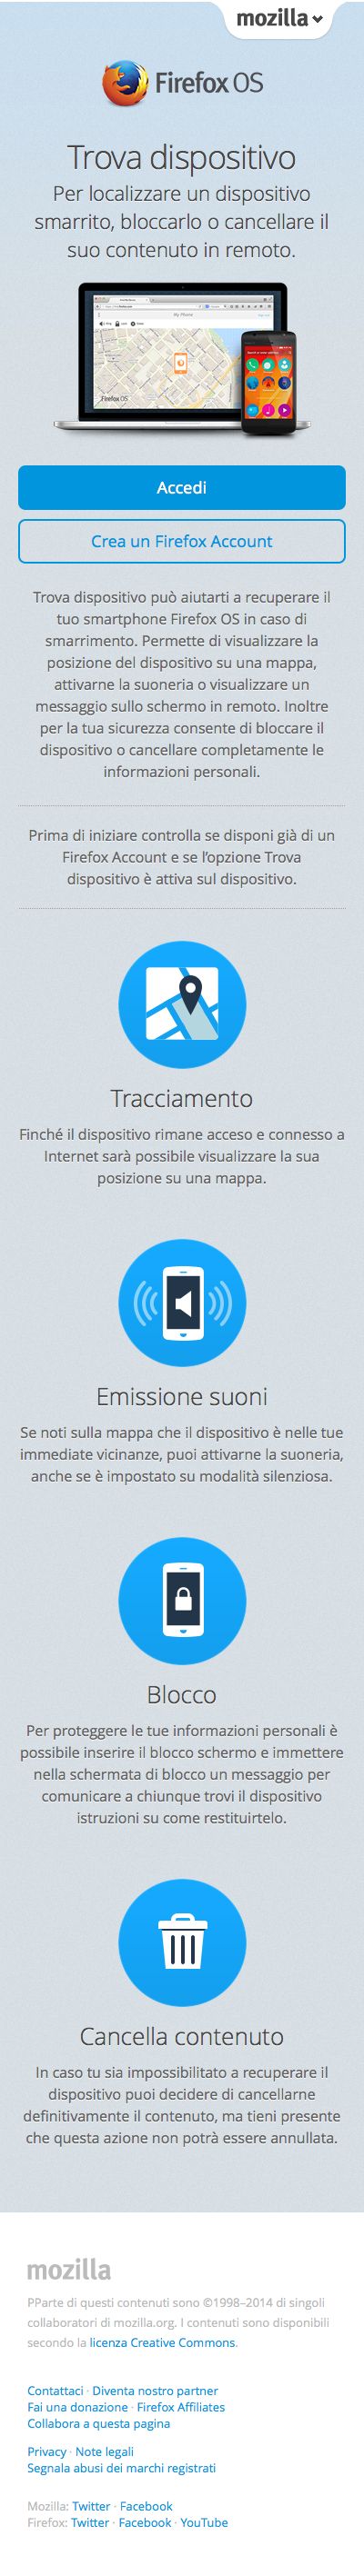 mozilla
Firefox OS
Trova dispositivo
Per localizzare un dispositivo
smarrito, bloccarlo o cancellare il
suo contenuto in remoto.
My Phone
Firefox OS
Accedi
Crea un Firefox Account
Trova dispositivo può aiutarti a recuperare il
tuo smartphone Firefox OS in caso di
smarrimento. Permette di visualizzare la
posizione del dispositivo su una mappa,
attivarne la suoneria o visualizzare un
messaggio sullo schermo in remoto. Inoltre
per la tua sicurezza consente di bloccare il
dispositivo o cancellare completamente le
informazioni personali.
Prima di iniziare controlla se disponi già di un
Firefox Account e se l’opzione Trova
dispositivo è attiva sul dispositivo.
Tracciamento
Finché il dispositivo rimane acceso e connesso a
Internet sarà possibile visualizzare la sua
posizione su una mappa.
Emissione suoni
Se noti sulla mappa che il dispositivo è nelle tue
immediate vicinanze, puoi attivarne la suoneria,
anche se è impostato su modalità silenziosa.
Blocco
Per proteggere le tue informazioni personali è
possibile inserire il blocco schermo e immettere
nella schermata di blocco un messaggio per
comunicare a chiunque trovi il dispositivo
istruzioni su come restituirtelo.
Cancella contenuto
In caso tu sia impossibilitato a recuperare il
dispositivo puoi decidere di cancellarne
definitivamente il contenuto, ma tieni presente
che questa azione non potrà essere annullata.
mozilla
PParte di questi contenuti sono ©1998–2014 di singoli
collaboratori di mozilla.org. I contenuti sono disponibili
secondo la licenza Creative Commons.
Contattaci · Diventa nostro partner
Fai una donazione · Firefox Affiliates
Collabora a questa pagina
Privacy · Note legali
Segnala abusi dei marchi registrati
Mozilla: Twitter · Facebook
Firefox: Twitter · Facebook · YouTube